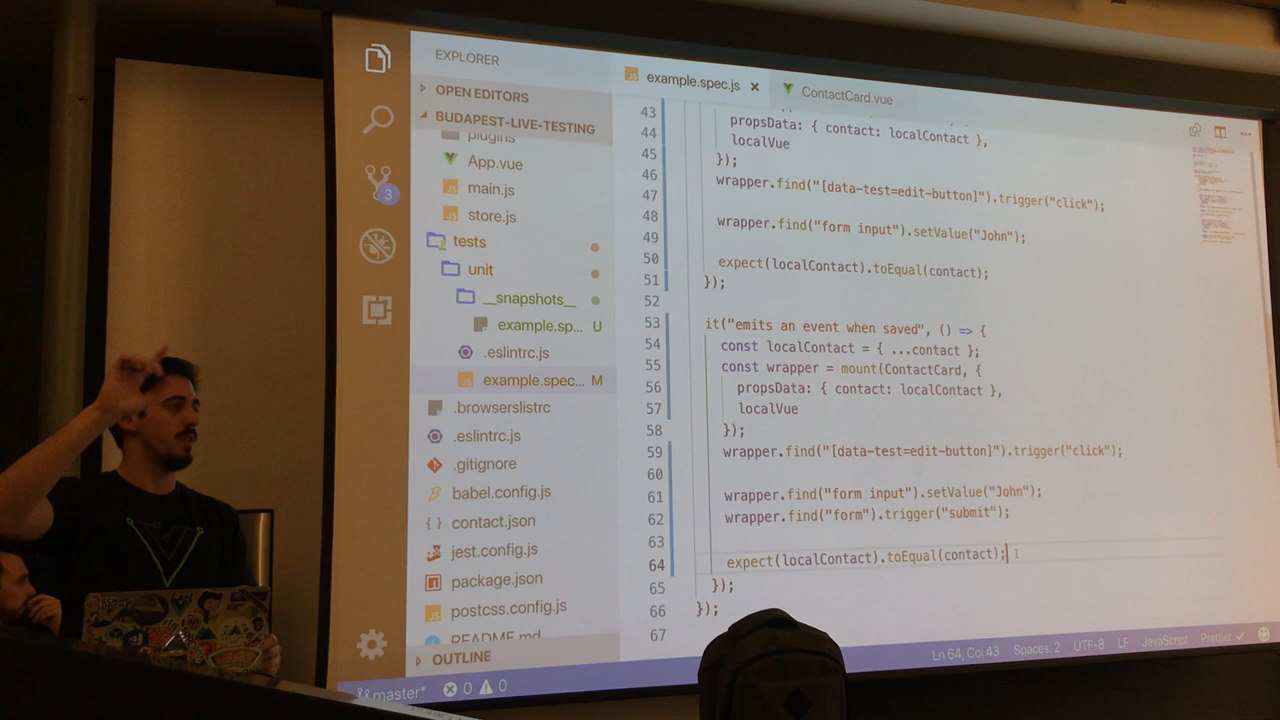 EXPLORER
OPEN EDITORS
BUDAPEST-LIVE-TESTING
plugins
App.vue
main.js
store.js
tests
unit
__snapshots__
example.sp... U
.eslintrc.js
example.spec... M
.browserslistrc
.eslintrc.js
.gitignore
babel.config.js
{ } contact.json
jest.config.js
package.json
postcss.config.js
README.md
OUTLINE
3
JS example.spec.js ×
ContactCard.vue
43
44 propsData: { contact: localContact },
45 localVue
46 });
47 wrapper.find("[data-test=edit-button]").trigger("click");
48
49 wrapper.find("form input").setValue("John");
50
51 expect(localContact).toEqual(contact);
52 });
53 it("emits an event when saved", () => {
54 const localContact = { ...contact };
55 const wrapper = mount(ContactCard, {
56 propsData: { contact: localContact },
57 localVue
58 });
59 wrapper.find("[data-test=edit-button]").trigger("click");
60
61 wrapper.find("form input").setValue("John");
62 wrapper.find("form").trigger("submit");
63
64 expect(localContact).toEqual(contact);
65 });
66 });
67
master* 0 0
Ln 64, Col 43 Spaces: 2 UTF-8 LF JavaScript Prettier ✓